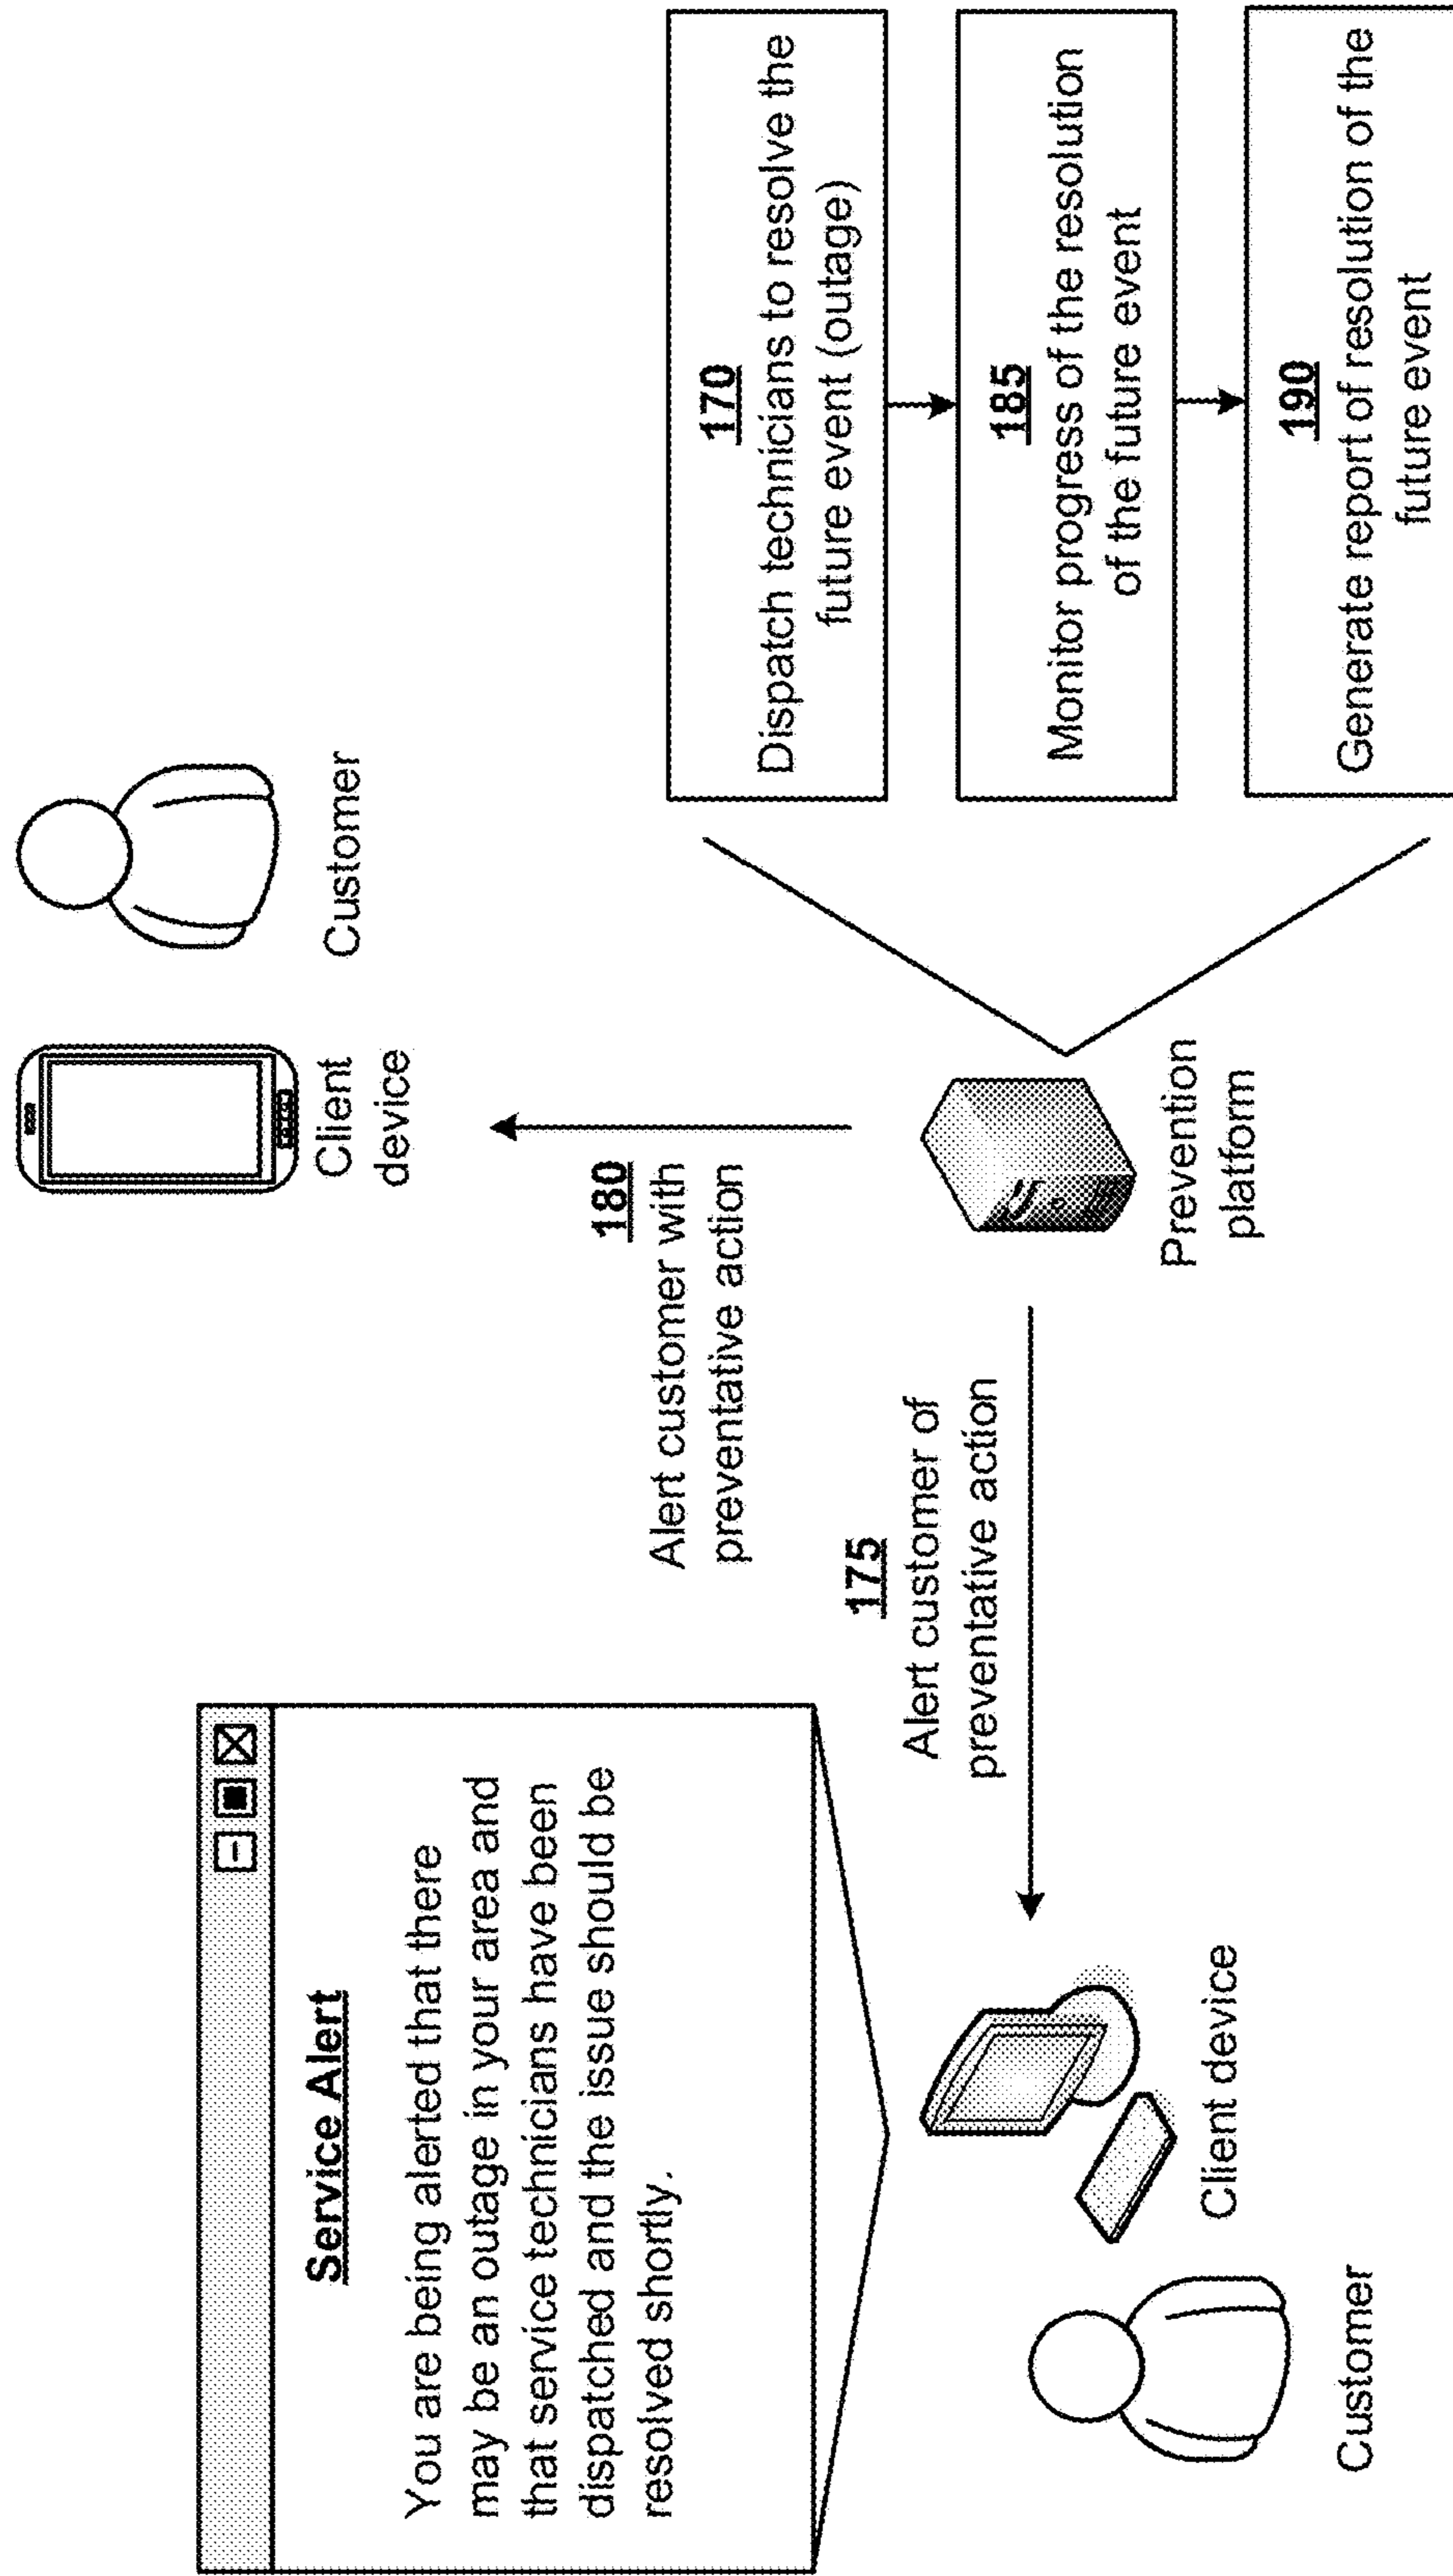 Service Alert
You are being alerted that there
may be an outage in your area and
that service technicians have been
dispatched and the issue should be
resolved shortly.
Customer
Client device
175
Alert customer of
preventative action
180
Alert customer with
preventative action
Client
device
Customer
Prevention
platform
170
Dispatch technicians to resolve the
future event (outage)
185
Monitor progress of the resolution
of the future event
190
Generate report of resolution of the
future event